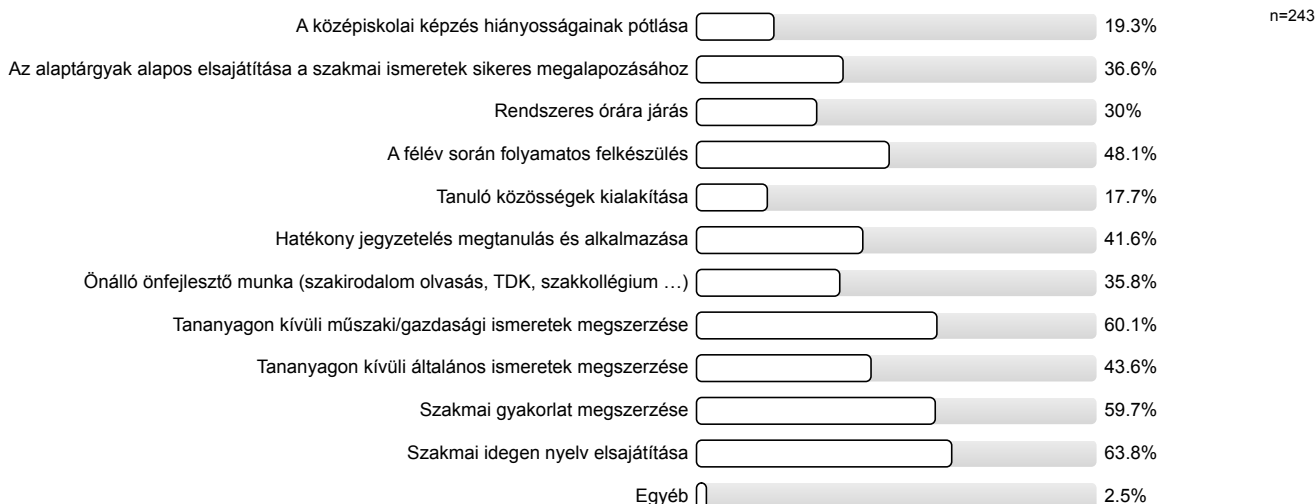 n=243
A középiskolai képzés hiányosságainak pótlása 19.3%
Az alaptárgyak alapos elsajátítása a szakmai ismeretek sikeres megalapozásához 36.6%
Rendszeres órára járás 30%
A félév során folyamatos felkészülés 48.1%
Tanuló közösségek kialakítása 17.7%
Hatékony jegyzetelés megtanulás és alkalmazása 41.6%
Önálló önfejlesztő munka (szakirodalom olvasás, TDK, szakkollégium …) 35.8%
Tananyagon kívüli műszaki/gazdasági ismeretek megszerzése 60.1%
Tananyagon kívüli általános ismeretek megszerzése 43.6%
Szakmai gyakorlat megszerzése 59.7%
Szakmai idegen nyelv elsajátítása 63.8%
Egyéb 2.5%